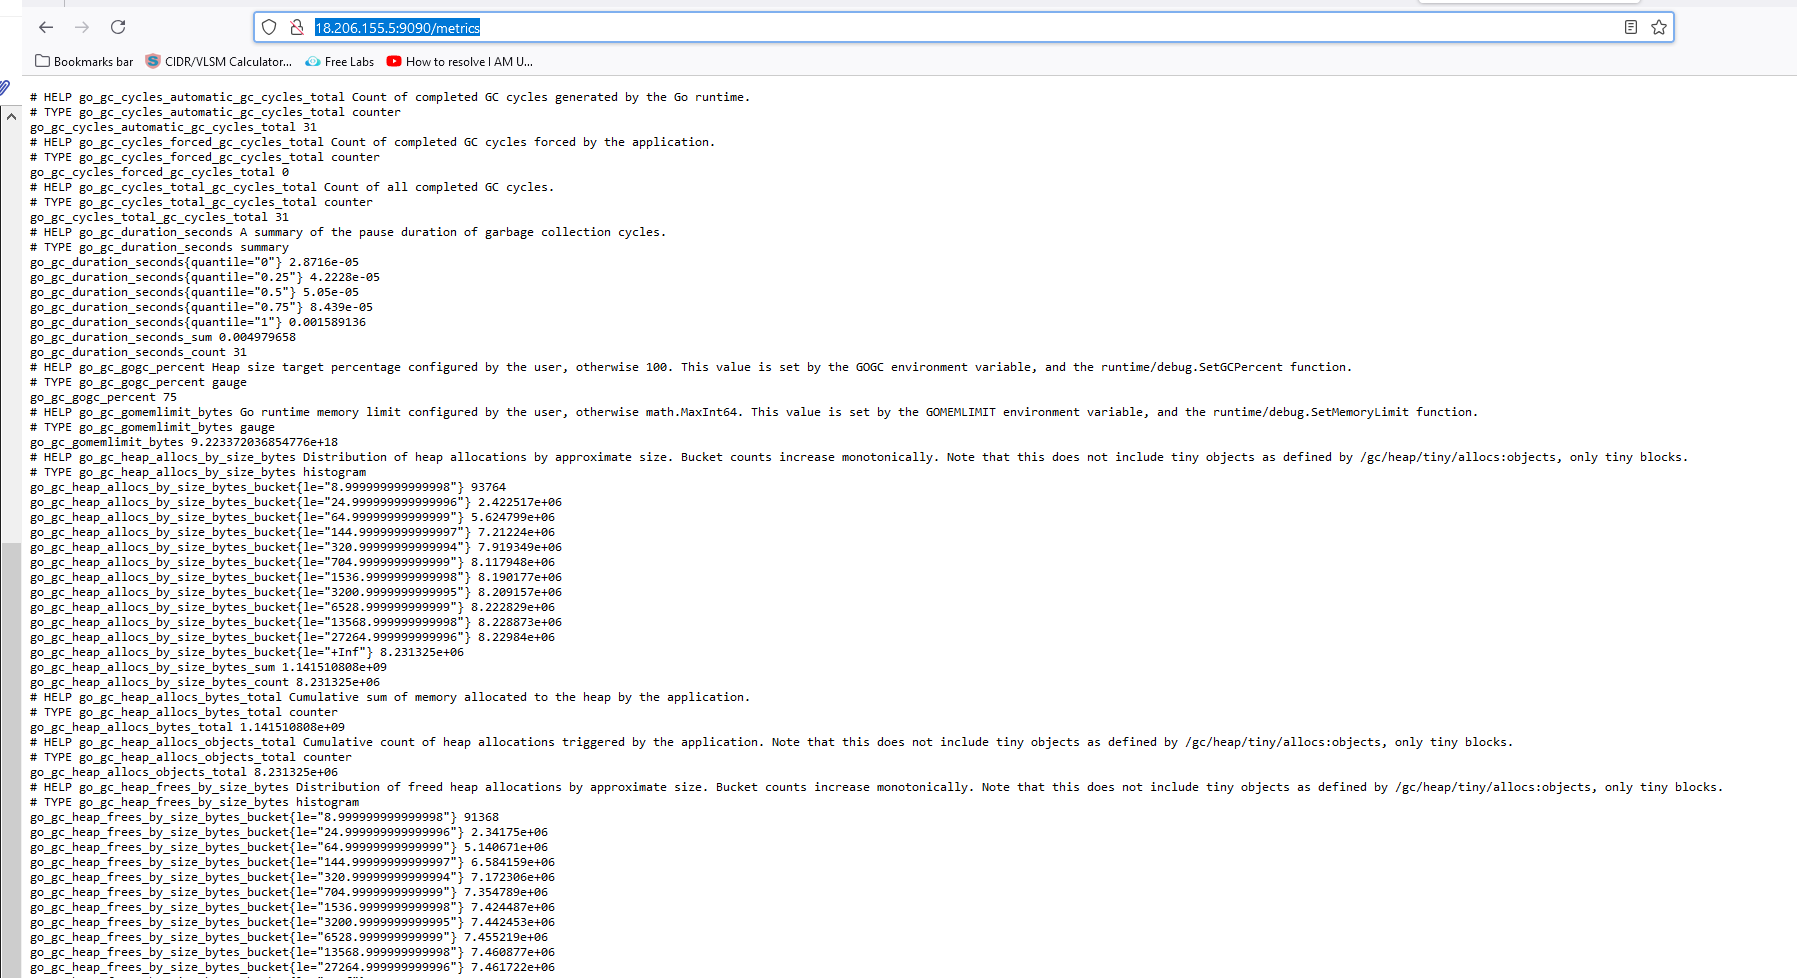 18.206.155.5:9090/metrics
Bookmarks bar CIDR/VLSM Calculator... Free Labs How to resolve I AM U...
# HELP go_gc_cycles_automatic_gc_cycles_total Count of completed GC cycles generated by the Go runtime.
# TYPE go_gc_cycles_automatic_gc_cycles_total counter
go_gc_cycles_automatic_gc_cycles_total 31
# HELP go_gc_cycles_forced_gc_cycles_total Count of completed GC cycles forced by the application.
# TYPE go_gc_cycles_forced_gc_cycles_total counter
go_gc_cycles_forced_gc_cycles_total 0
# HELP go_gc_cycles_total_gc_cycles_total Count of all completed GC cycles.
# TYPE go_gc_cycles_total_gc_cycles_total counter
go_gc_cycles_total_gc_cycles_total 31
# HELP go_gc_duration_seconds A summary of the pause duration of garbage collection cycles.
# TYPE go_gc_duration_seconds summary
go_gc_duration_seconds{quantile="0"} 2.8716e-05
go_gc_duration_seconds{quantile="0.25"} 4.2228e-05
go_gc_duration_seconds{quantile="0.5"} 5.05e-05
go_gc_duration_seconds{quantile="0.75"} 8.439e-05
go_gc_duration_seconds{quantile="1"} 0.001589136
go_gc_duration_seconds_sum 0.004979658
go_gc_duration_seconds_count 31
# HELP go_gc_gogc_percent Heap size target percentage configured by the user, otherwise 100. This value is set by the GOGC environment variable, and the runtime/debug.SetGCPercent function.
# TYPE go_gc_gogc_percent gauge
go_gc_gogc_percent 75
# HELP go_gc_gomemlimit_bytes Go runtime memory limit configured by the user, otherwise math.MaxInt64. This value is set by the GOMEMLIMIT environment variable, and the runtime/debug.SetMemoryLimit function.
# TYPE go_gc_gomemlimit_bytes gauge
go_gc_gomemlimit_bytes 9.223372036854776e+18
# HELP go_gc_heap_allocs_by_size_bytes Distribution of heap allocations by approximate size. Bucket counts increase monotonically. Note that this does not include tiny objects as defined by /gc/heap/tiny/allocs:objects, only tiny blocks.
# TYPE go_gc_heap_allocs_by_size_bytes histogram
go_gc_heap_allocs_by_size_bytes_bucket{le="8.999999999999998"} 93764
go_gc_heap_allocs_by_size_bytes_bucket{le="24.999999999999996"} 2.422517e+06
go_gc_heap_allocs_by_size_bytes_bucket{le="64.99999999999999"} 5.624799e+06
go_gc_heap_allocs_by_size_bytes_bucket{le="144.99999999999997"} 7.21224e+06
go_gc_heap_allocs_by_size_bytes_bucket{le="320.99999999999994"} 7.919349e+06
go_gc_heap_allocs_by_size_bytes_bucket{le="704.9999999999999"} 8.117948e+06
go_gc_heap_allocs_by_size_bytes_bucket{le="1536.9999999999998"} 8.190177e+06
go_gc_heap_allocs_by_size_bytes_bucket{le="3200.9999999999995"} 8.209157e+06
go_gc_heap_allocs_by_size_bytes_bucket{le="6528.999999999999"} 8.222829e+06
go_gc_heap_allocs_by_size_bytes_bucket{le="13568.999999999998"} 8.228873e+06
go_gc_heap_allocs_by_size_bytes_bucket{le="27264.999999999996"} 8.22984e+06
go_gc_heap_allocs_by_size_bytes_bucket{le="+Inf"} 8.231325e+06
go_gc_heap_allocs_by_size_bytes_sum 1.141510808e+09
go_gc_heap_allocs_by_size_bytes_count 8.231325e+06
# HELP go_gc_heap_allocs_bytes_total Cumulative sum of memory allocated to the heap by the application.
# TYPE go_gc_heap_allocs_bytes_total counter
go_gc_heap_allocs_bytes_total 1.141510808e+09
# HELP go_gc_heap_allocs_objects_total Cumulative count of heap allocations triggered by the application. Note that this does not include tiny objects as defined by /gc/heap/tiny/allocs:objects, only tiny blocks.
# TYPE go_gc_heap_allocs_objects_total counter
go_gc_heap_allocs_objects_total 8.231325e+06
# HELP go_gc_heap_frees_by_size_bytes Distribution of freed heap allocations by approximate size. Bucket counts increase monotonically. Note that this does not include tiny objects as defined by /gc/heap/tiny/allocs:objects, only tiny blocks.
# TYPE go_gc_heap_frees_by_size_bytes histogram
go_gc_heap_frees_by_size_bytes_bucket{le="8.999999999999998"} 91368
go_gc_heap_frees_by_size_bytes_bucket{le="24.999999999999996"} 2.34175e+06
go_gc_heap_frees_by_size_bytes_bucket{le="64.99999999999999"} 5.140671e+06
go_gc_heap_frees_by_size_bytes_bucket{le="144.99999999999997"} 6.584159e+06
go_gc_heap_frees_by_size_bytes_bucket{le="320.99999999999994"} 7.172306e+06
go_gc_heap_frees_by_size_bytes_bucket{le="704.9999999999999"} 7.354789e+06
go_gc_heap_frees_by_size_bytes_bucket{le="1536.9999999999998"} 7.424487e+06
go_gc_heap_frees_by_size_bytes_bucket{le="3200.9999999999995"} 7.442453e+06
go_gc_heap_frees_by_size_bytes_bucket{le="6528.999999999999"} 7.455219e+06
go_gc_heap_frees_by_size_bytes_bucket{le="13568.999999999998"} 7.460877e+06
go_gc_heap_frees_by_size_bytes_bucket{le="27264.999999999996"} 7.461722e+06